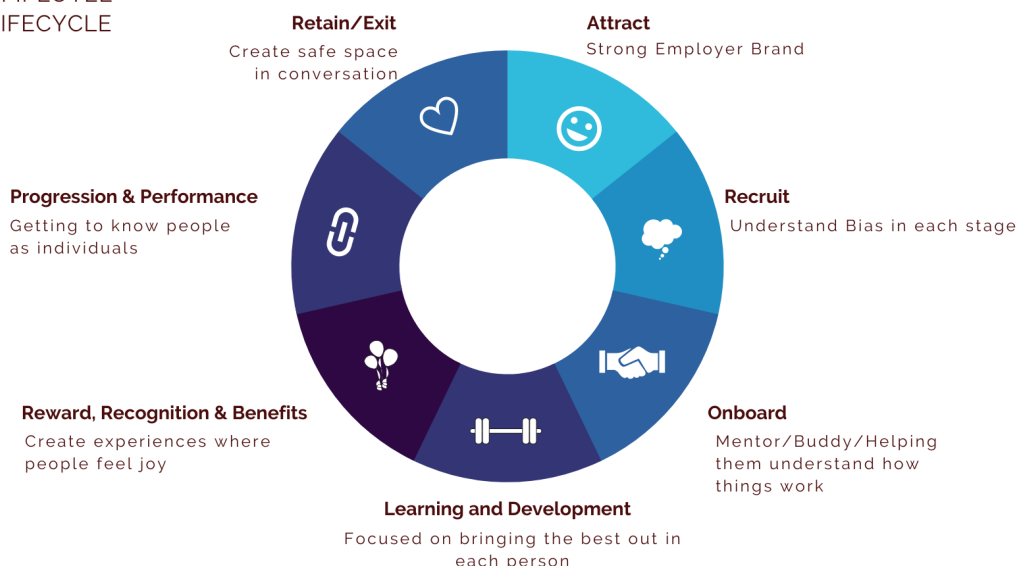 IFECYCLE
Retain/Exit
Create safe space
in conversation
Attract
Strong Employer Brand
Recruit
Understand Bias in each stage
Onboard
Mentor/Buddy/Helping
them understand how
things work
Learning and Development
Focused on bringing the best out in
each person
Reward, Recognition & Benefits
Create experiences where
people feel joy
Progression & Performance
Getting to know people
as individuals